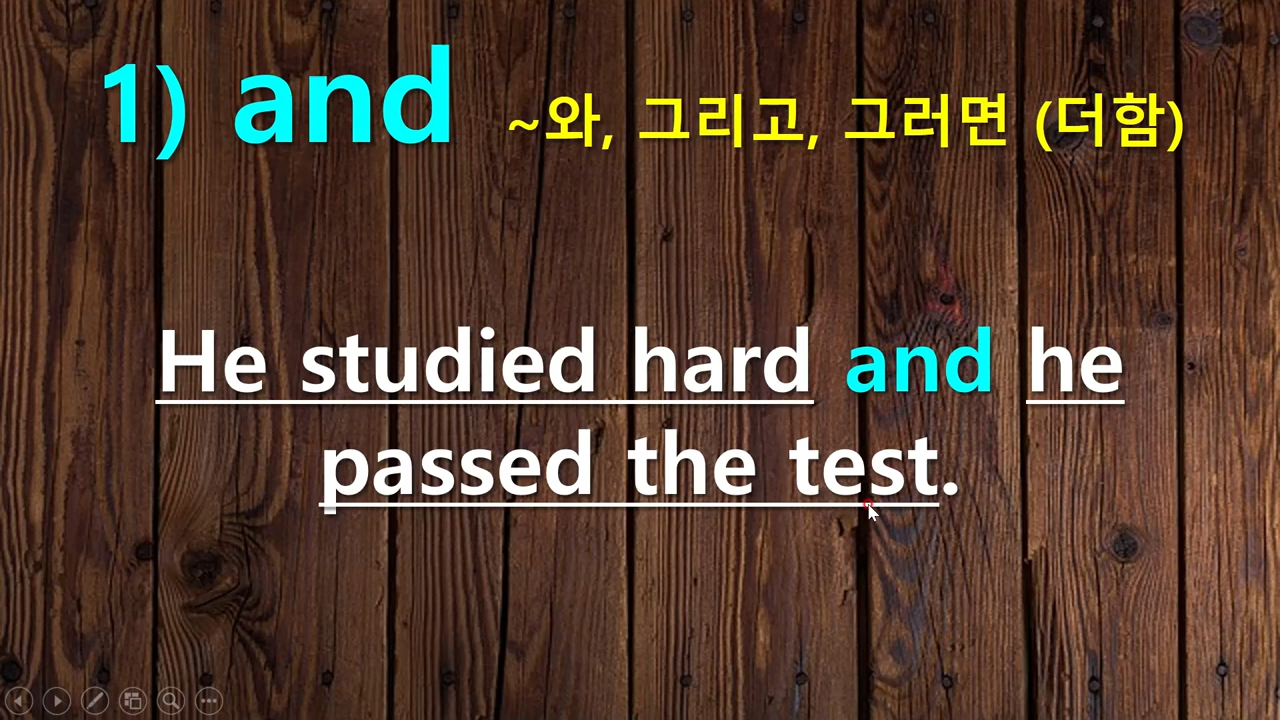 1) and ~와, 그리고, 그러면 (더함)
He studied hard and he
passed the test.